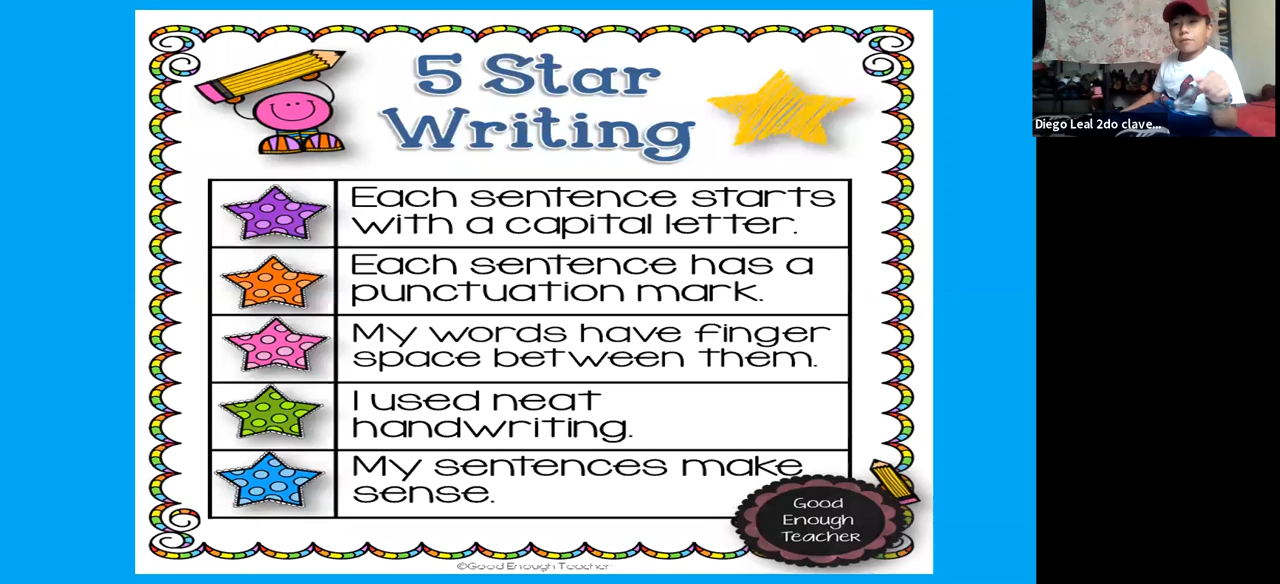 5 Star
Writing
Diego Leal 2do clave...
Each sentence starts
with a capital letter.
Each sentence has a
punctuation mark.
My words have finger
space between them.
I used neat
handwriting.
My sentences make
sense.
Good
Enough
Teacher
©Good Enough Teacher